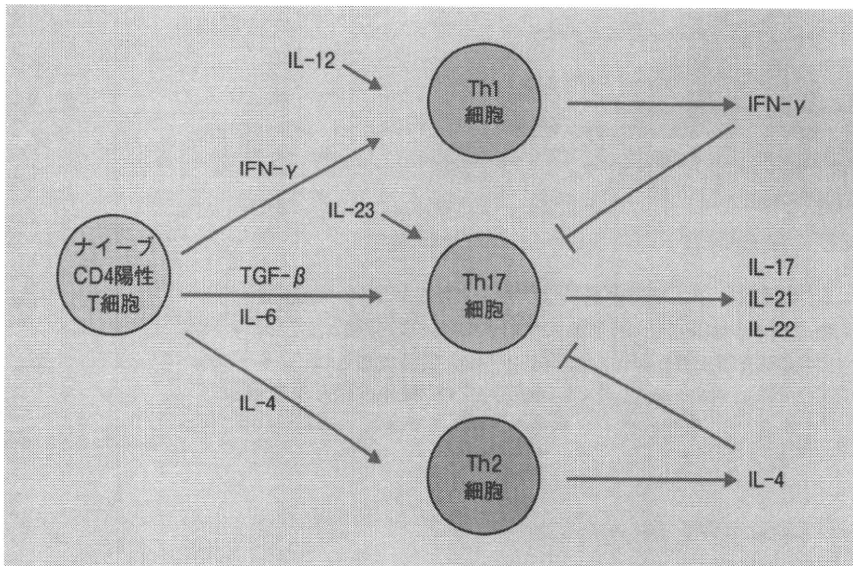 IL-12
Th1
細胞
IFN-γ
IFN-γ
IL-23
ナイーブ
CD4陽性
T細胞
TGF-β
IL-6
Th17
細胞
IL-17
IL-21
IL-22
IL-4
Th2
細胞
IL-4